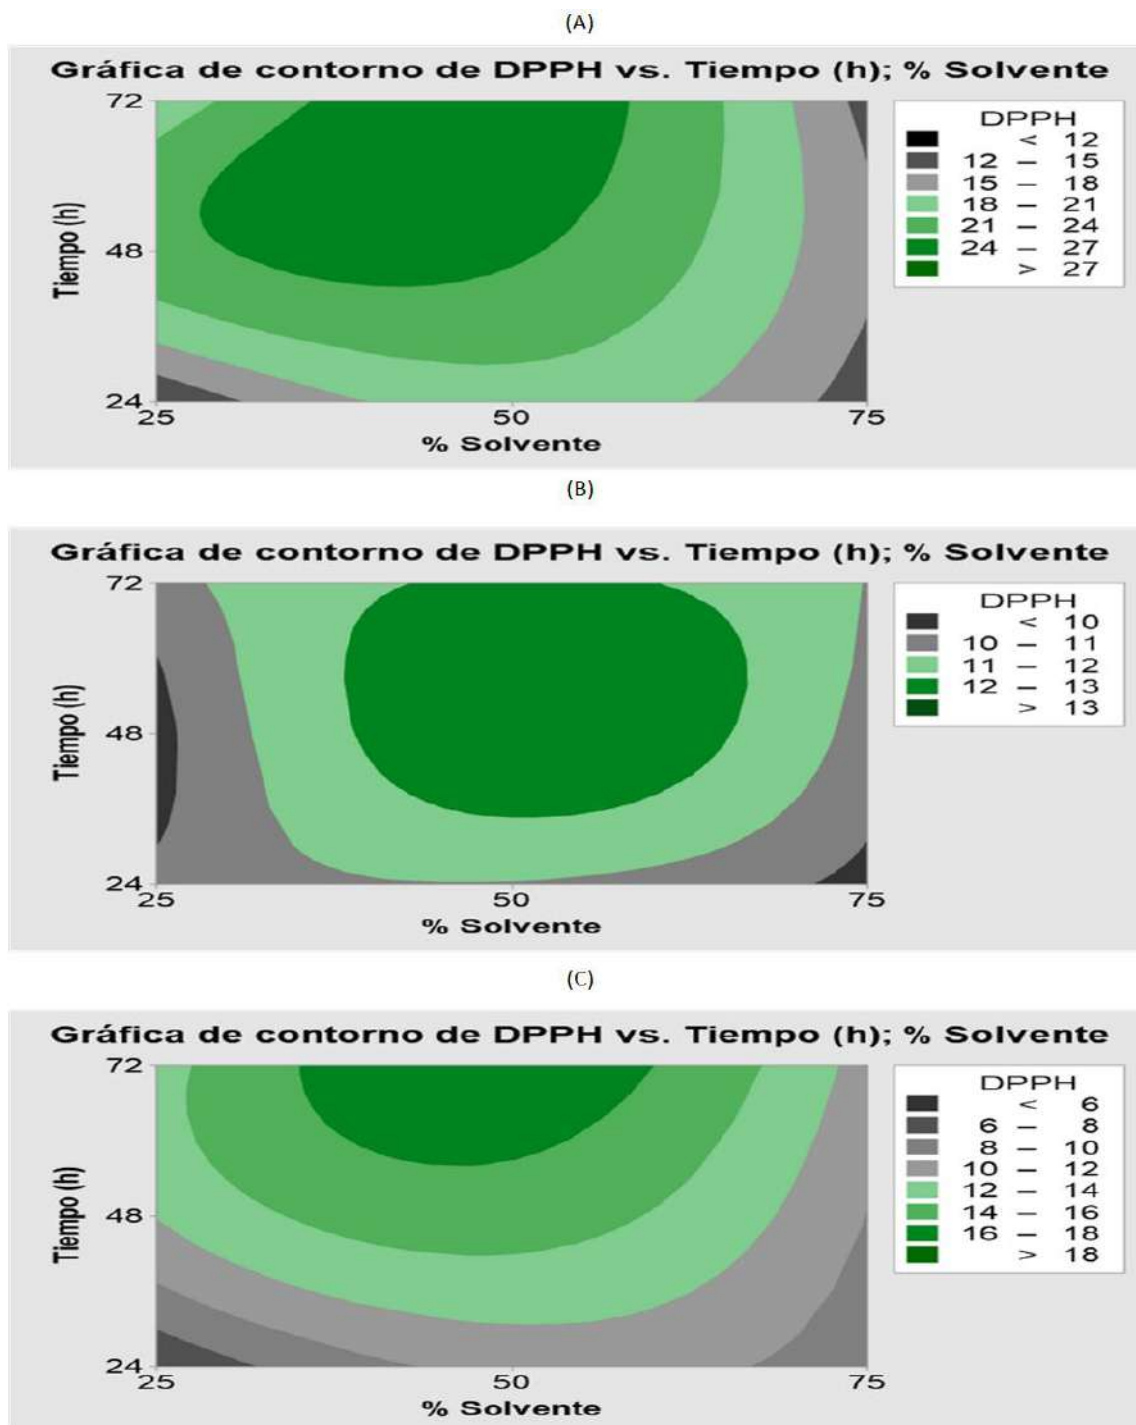 (A)
Gráfica de contorno de DPPH vs. Tiempo (h); % Solvente
DPPH
< 12
12 – 15
15 – 18
18 – 21
21 – 24
24 – 27
> 27
Tiempo (h)
72
48
24
25 50 75
% Solvente
(B)
Gráfica de contorno de DPPH vs. Tiempo (h); % Solvente
DPPH
< 10
10 – 11
11 – 12
12 – 13
> 13
Tiempo (h)
72
48
24
25 50 75
% Solvente
(C)
Gráfica de contorno de DPPH vs. Tiempo (h); % Solvente
DPPH
< 6
6 – 8
8 – 10
10 – 12
12 – 14
14 – 16
16 – 18
> 18
Tiempo (h)
72
48
24
25 50 75
% Solvente